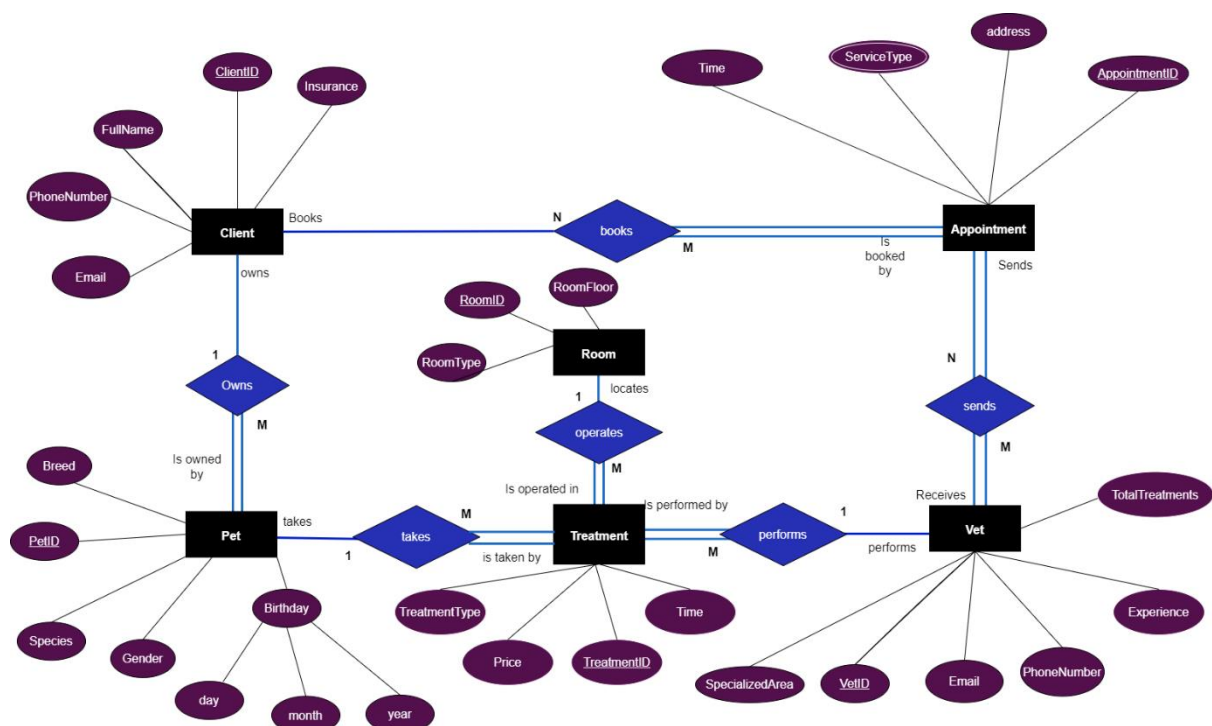 address
ServiceType
Time
ClientID
AppointmentID
Insurance
FullName
PhoneNumber
Books
N
books
M
Is
booked
by
Appointment
Sends
Client
owns
Email
RoomID
RoomFloor
Room
RoomType
locates
1
operates
M
Is operated in
1
Owns
M
Is owned
by
N
sends
M
Receives
Breed
PetID
Pet
takes
1
takes
M
is taken by
Treatment
Is performed by
M
performs
1
performs
Vet
TotalTreatments
Species
Gender
Birthday
day
month
year
TreatmentType
Price
TreatmentID
Time
SpecializedArea
VetID
Email
PhoneNumber
Experience